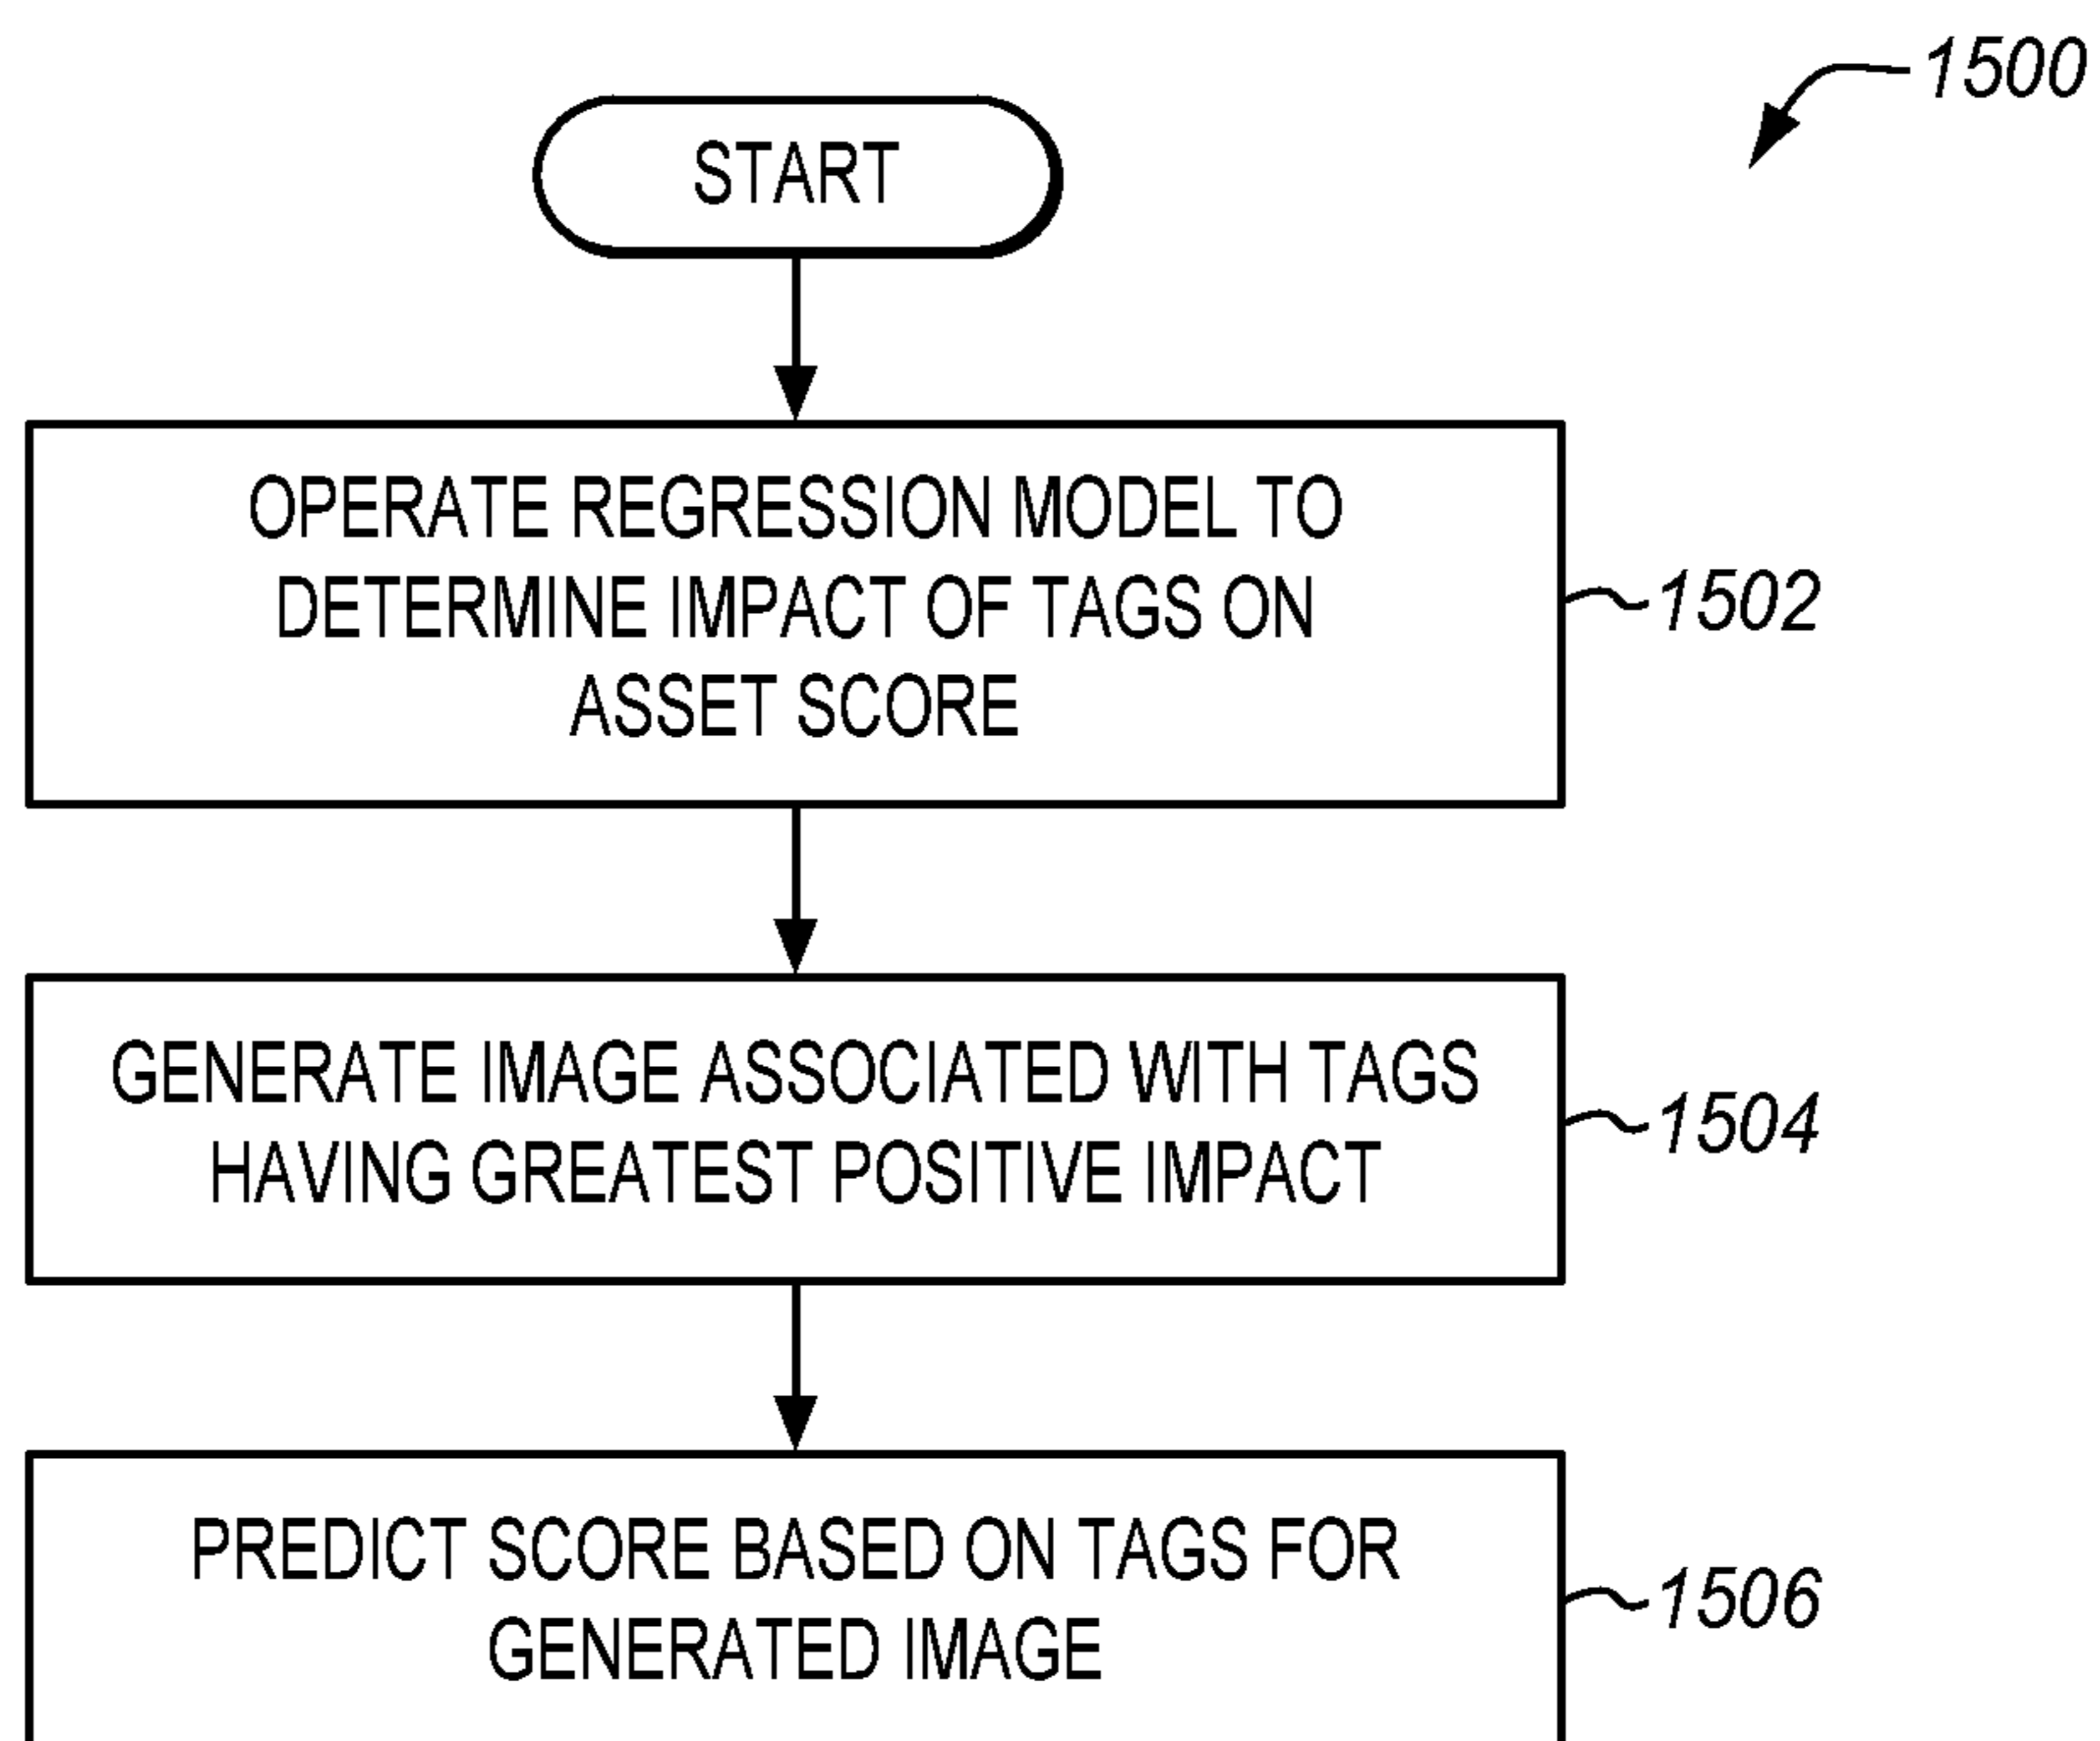 1500
START
OPERATE REGRESSION MODEL TO
DETERMINE IMPACT OF TAGS ON
ASSET SCORE
1502
GENERATE IMAGE ASSOCIATED WITH TAGS
HAVING GREATEST POSITIVE IMPACT
1504
PREDICT SCORE BASED ON TAGS FOR
GENERATED IMAGE
1506